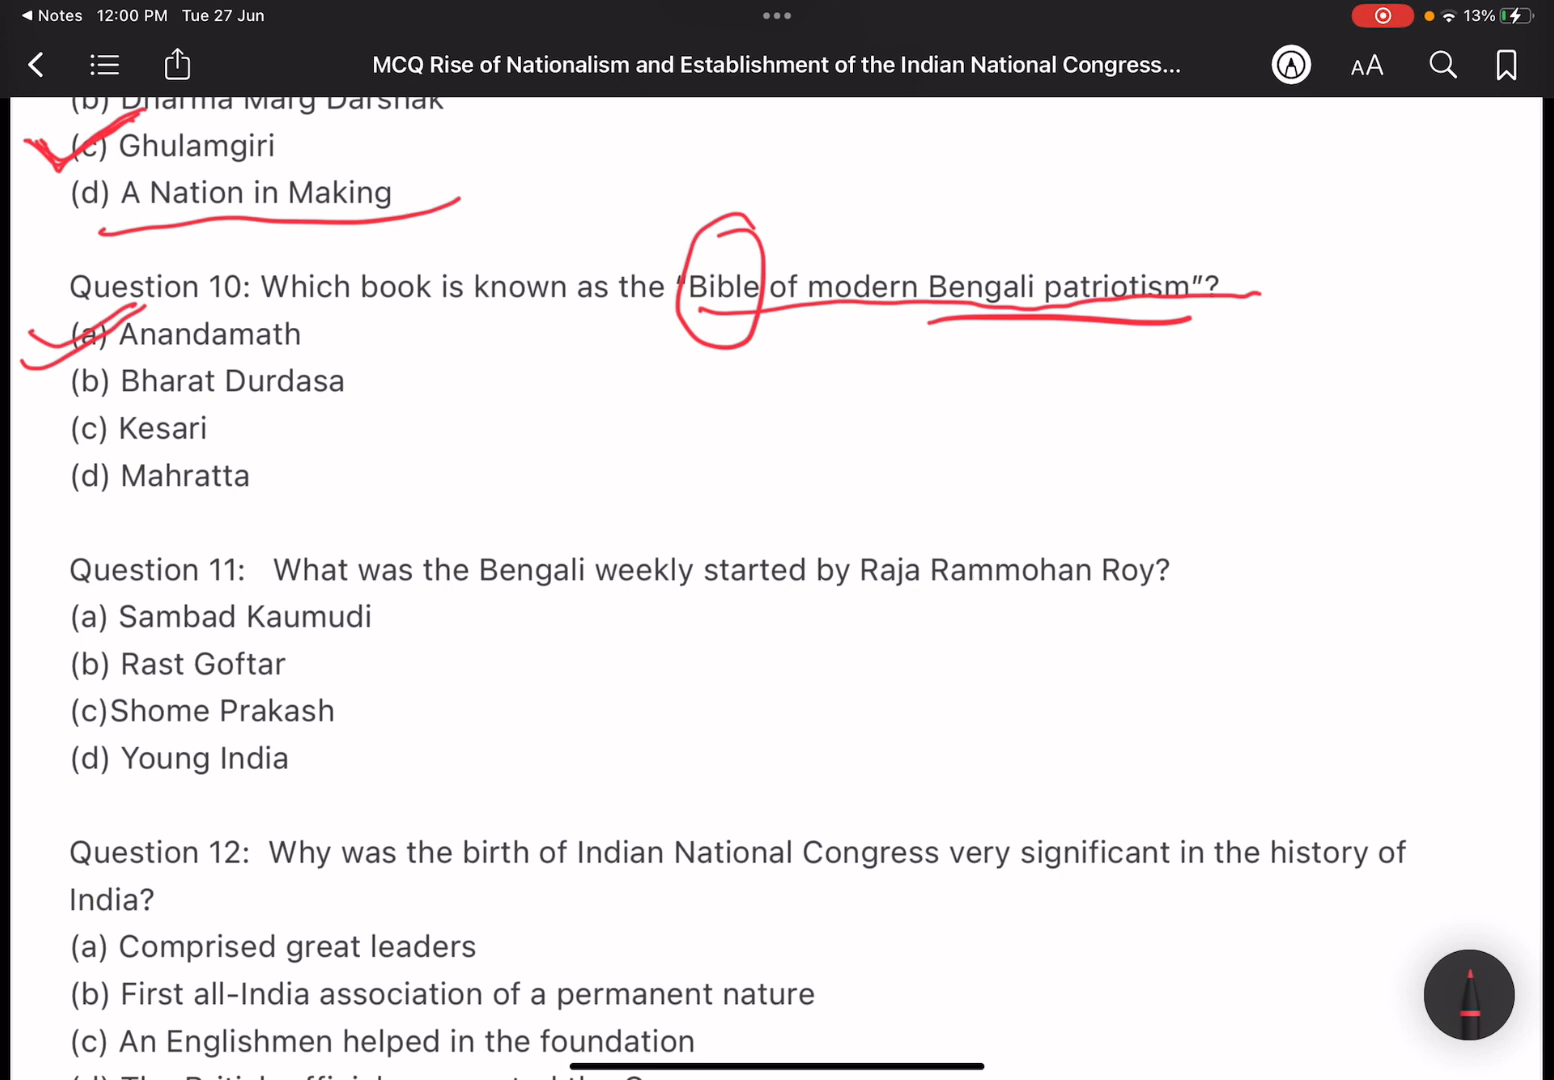 Notes 12:00 PM Tue 27 Jun
13%
MCQ Rise of Nationalism and Establishment of the Indian National Congress...
AA
(b) Dharma Marg Darshak
(c) Ghulamgiri
(d) A Nation in Making
Question 10: Which book is known as the "Bible of modern Bengali patriotism"?
(a) Anandamath
(b) Bharat Durdasa
(c) Kesari
(d) Mahratta
Question 11: What was the Bengali weekly started by Raja Rammohan Roy?
(a) Sambad Kaumudi
(b) Rast Goftar
(c)Shome Prakash
(d) Young India
Question 12: Why was the birth of Indian National Congress very significant in the history of
India?
(a) Comprised great leaders
(b) First all-India association of a permanent nature
(c) An Englishmen helped in the foundation